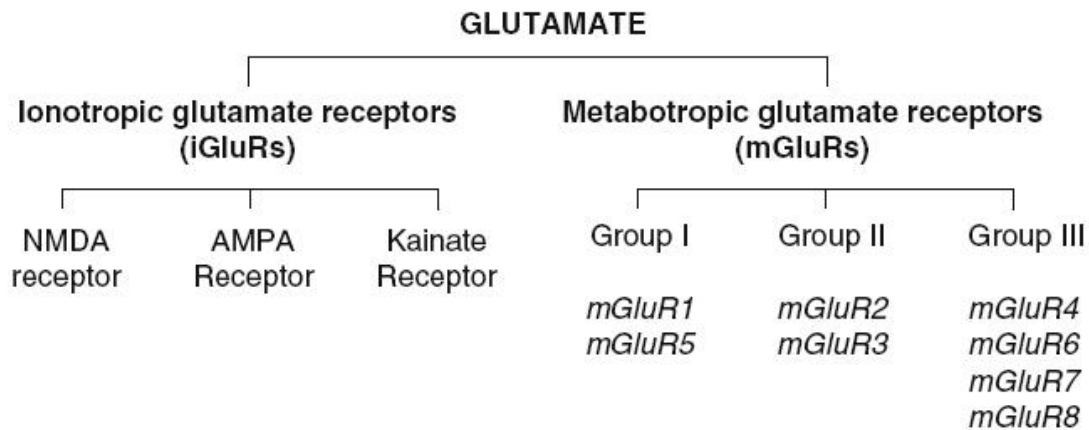 GLUTAMATE
Ionotropic glutamate receptors
(iGluRs)
Metabotropic glutamate receptors
(mGluRs)
NMDA
receptor
AMPA
Receptor
Kainate
Receptor
Group I
mGluR1
mGluR5
Group II
mGluR2
mGluR3
Group III
mGluR4
mGluR6
mGluR7
mGluR8